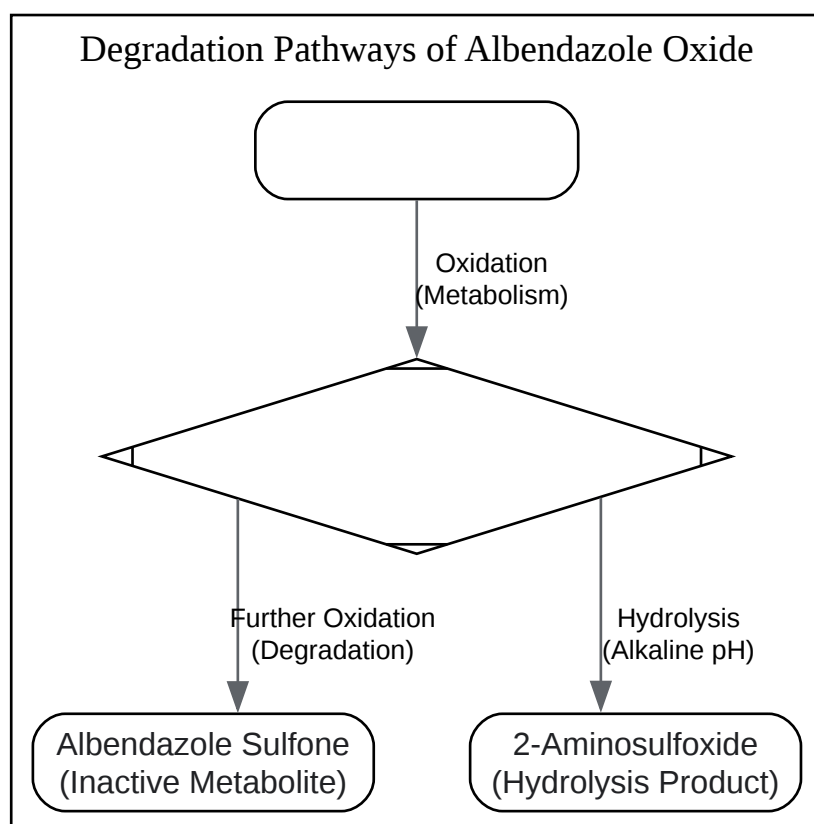 Degradation Pathways of Albendazole Oxide
Oxidation
(Metabolism)
Further Oxidation
(Degradation)
Hydrolysis
(Alkaline pH)
Albendazole Sulfone
(Inactive Metabolite)
2-Aminosulfoxide
(Hydrolysis Product)